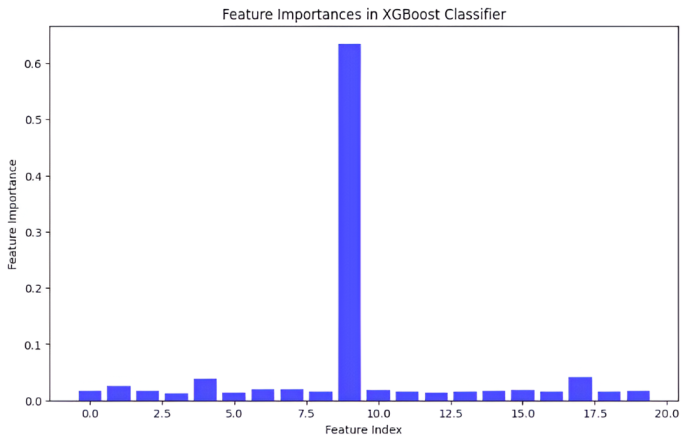 Feature Importances in XGBoost Classifier
Feature Importance
0.6
0.5
0.4
0.3
0.2
0.1
0.0
0.0 2.5 5.0 7.5 10.0 12.5 15.0 17.5 20.0
Feature Index